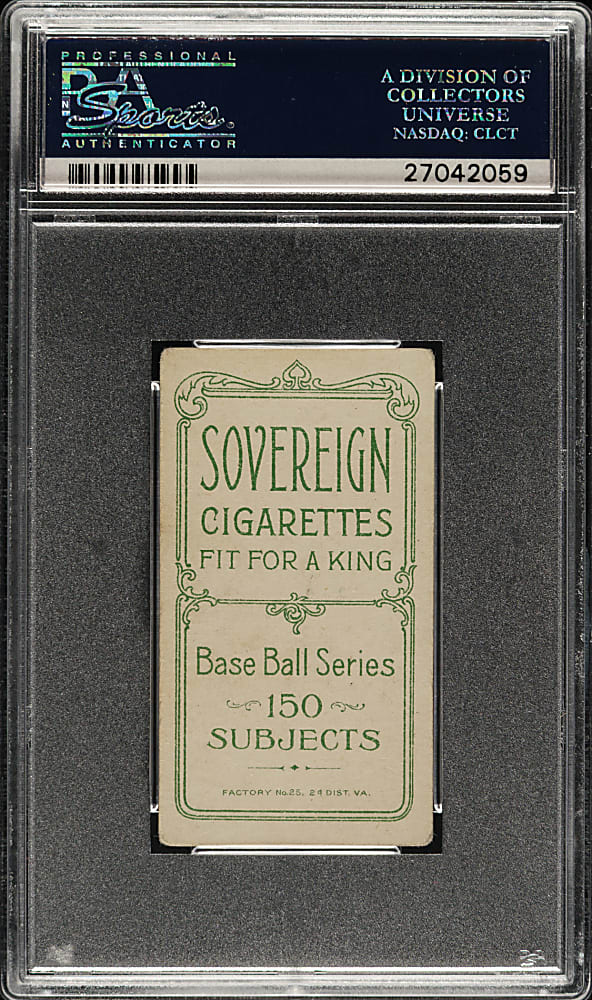 PROFESSIONAL
PSA
Sports
AUTHENTICATOR
A DIVISION OF
COLLECTORS
UNIVERSE
NASDAQ: CLCT
27042059
SOVEREIGN
CIGARETTES
FIT FOR A KING
Base Ball Series
150
SUBJECTS
FACTORY No. 25, 2d DIST. VA.